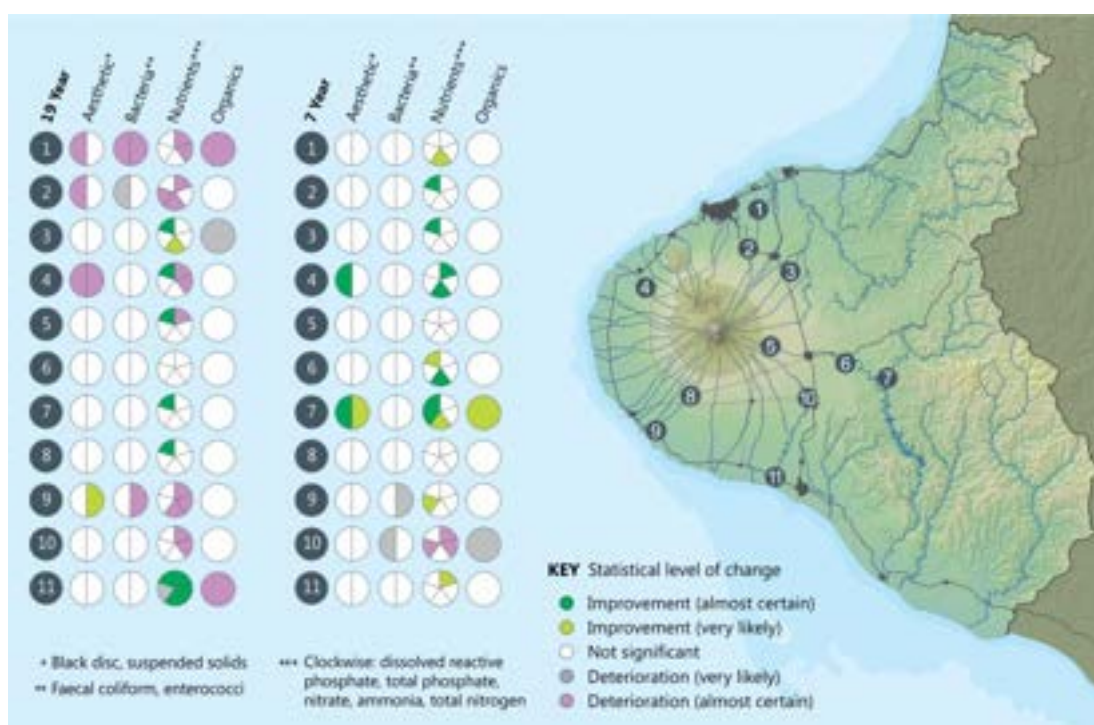 19 Year Aesthetic+ Bacteria++ Nutrients+++ Organics
1
2
3
4
5
6
7
8
9
10
11
7 Year Aesthetic+ Bacteria++ Nutrients+++ Organics
1
2
3
4
5
6
7
8
9
10
11
+ Black disc, suspended solids
++ Faecal coliform, enterococci
+++ Clockwise: dissolved reactive
phosphate, total phosphate,
nitrate, ammonia, total nitrogen
KEY Statistical level of change
Improvement (almost certain)
Improvement (very likely)
Not significant
Deterioration (very likely)
Deterioration (almost certain)
1
2
3
4
5
6
7
8
10
9
11